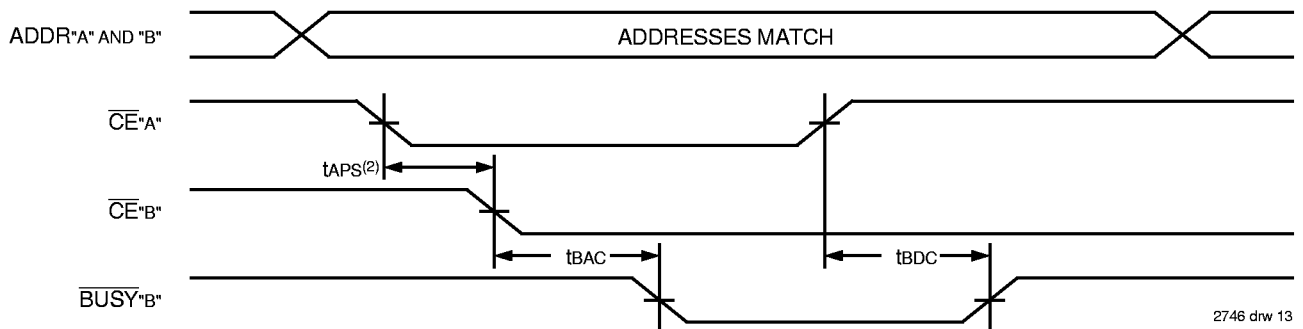 ADDR"A" AND "B"
ADDRESSES MATCH
CE"A"
tAPS(2)
CE"B"
tBAC
tBDC
BUSY"B"
2746 drw 13